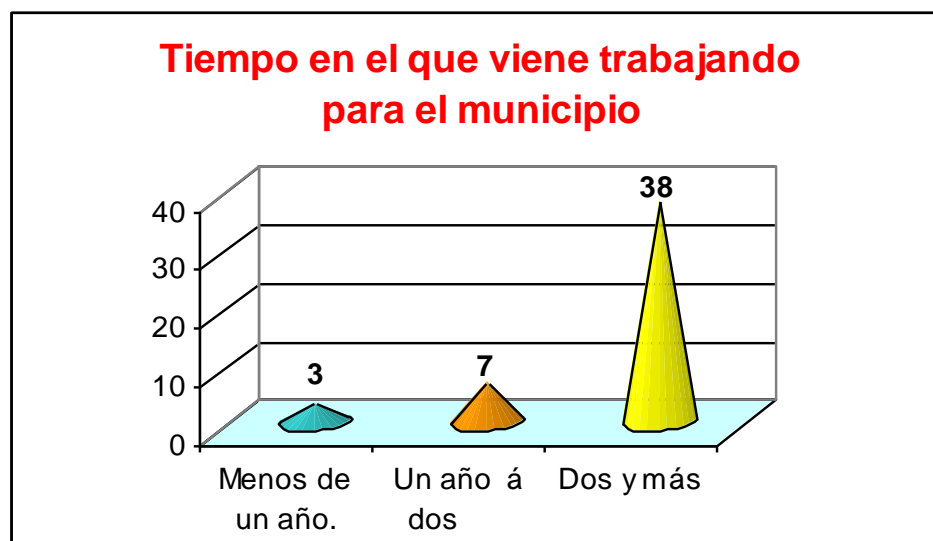 Tiempo en el que viene trabajando
para el municipio
38
40
30
20
3
7
10
0
Menos de
un año.
Un año á
dos
Dos y más